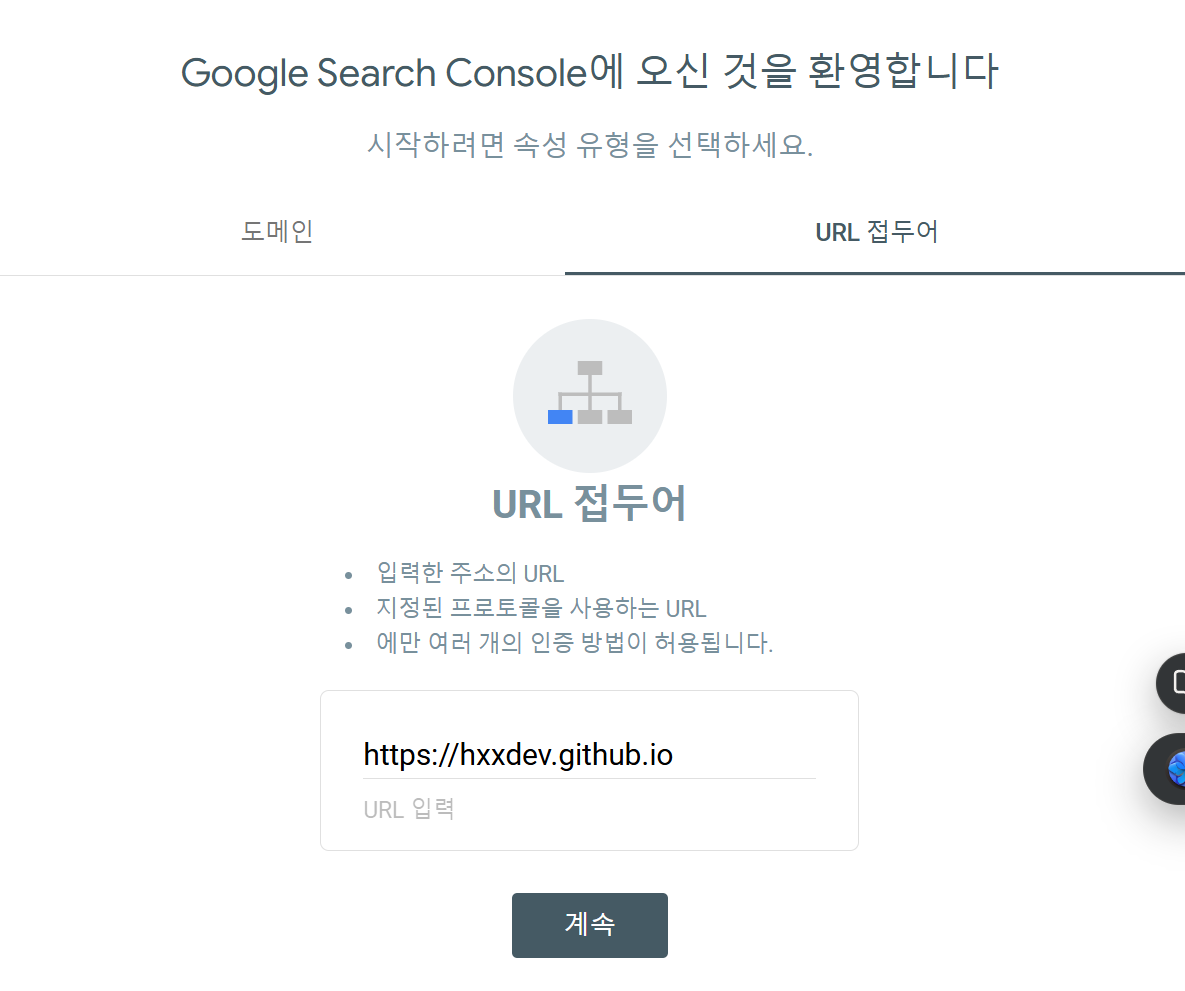 Google Search Console에 오신 것을 환영합니다
시작하려면 속성 유형을 선택하세요.
도메인
URL 접두어
URL 접두어
• 입력한 주소의 URL
• 지정된 프로토콜을 사용하는 URL
• 에만 여러 개의 인증 방법이 허용됩니다.
https://hxxdev.github.io
URL 입력
계속